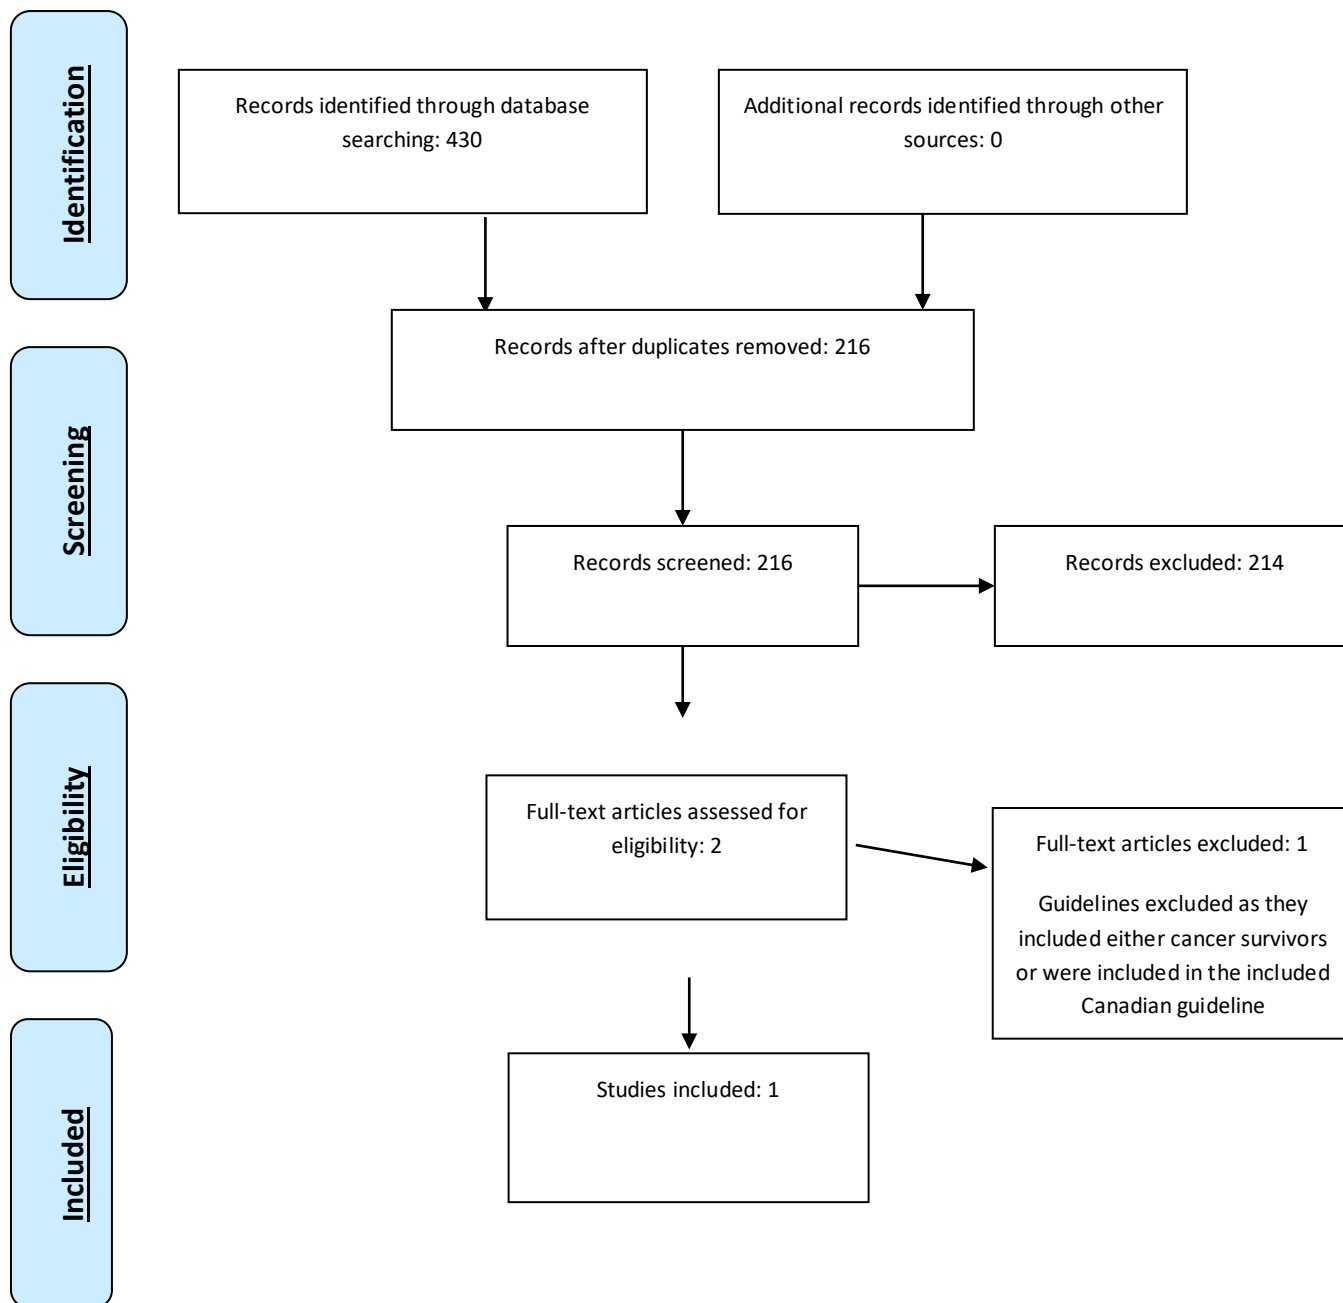 Identification
Records identified through database
searching: 430
Additional records identified through other
sources: 0
Records after duplicates removed: 216
Screening
Records screened: 216
Records excluded: 214
Eligibility
Full-text articles assessed for
eligibility: 2
Full-text articles excluded: 1
Guidelines excluded as they
included either cancer survivors
or were included in the included
Canadian guideline
Included
Studies included: 1